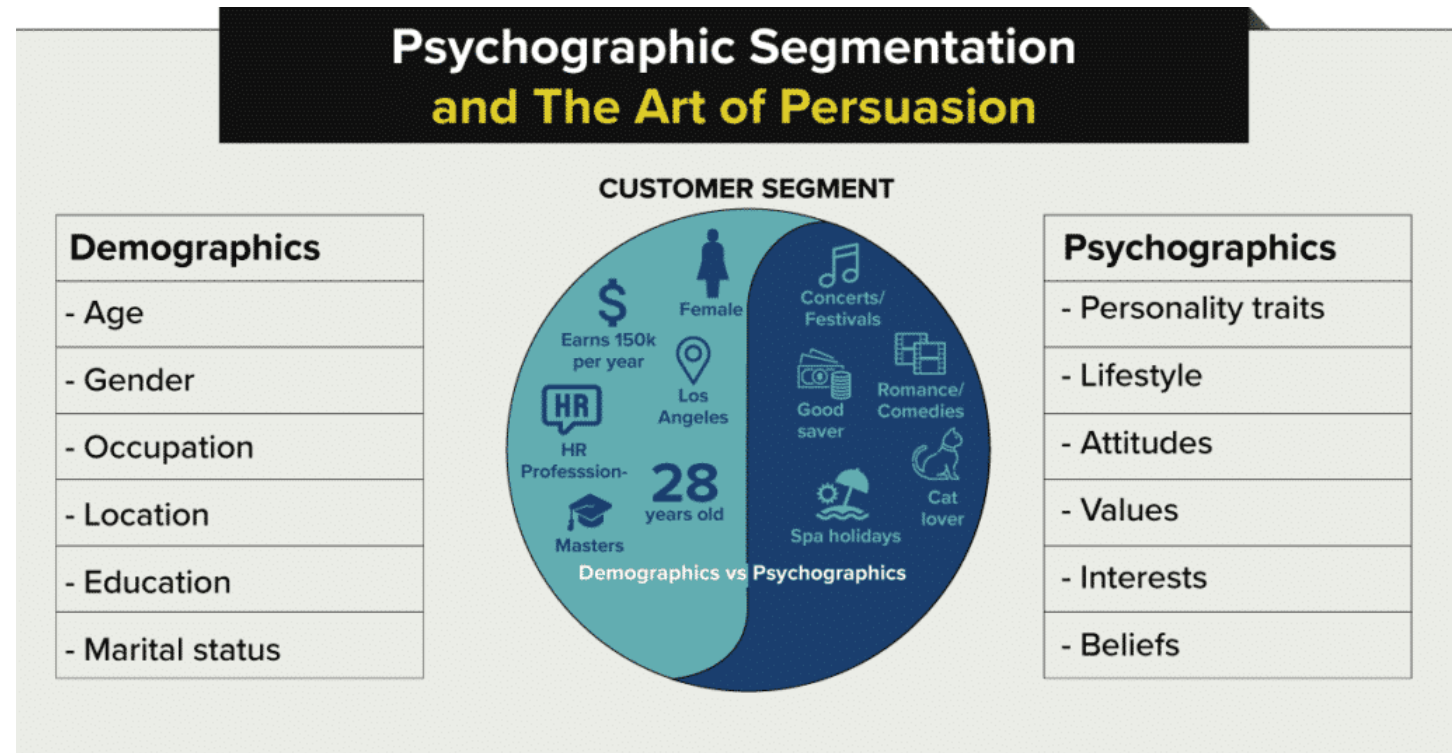 Psychographic Segmentation
and The Art of Persuasion
CUSTOMER SEGMENT
Demographics
- Age
- Gender
- Occupation
- Location
- Education
- Marital status
Female
$
Earns 150k
per year
Los
Angeles
HR
HR
Professsion-
28
years old
Masters
Concerts/
Festivals
Romance/
Comedies
Good
saver
Cat
lover
Spa holidays
Demographics vs Psychographics
Psychographics
- Personality traits
- Lifestyle
- Attitudes
- Values
- Interests
- Beliefs